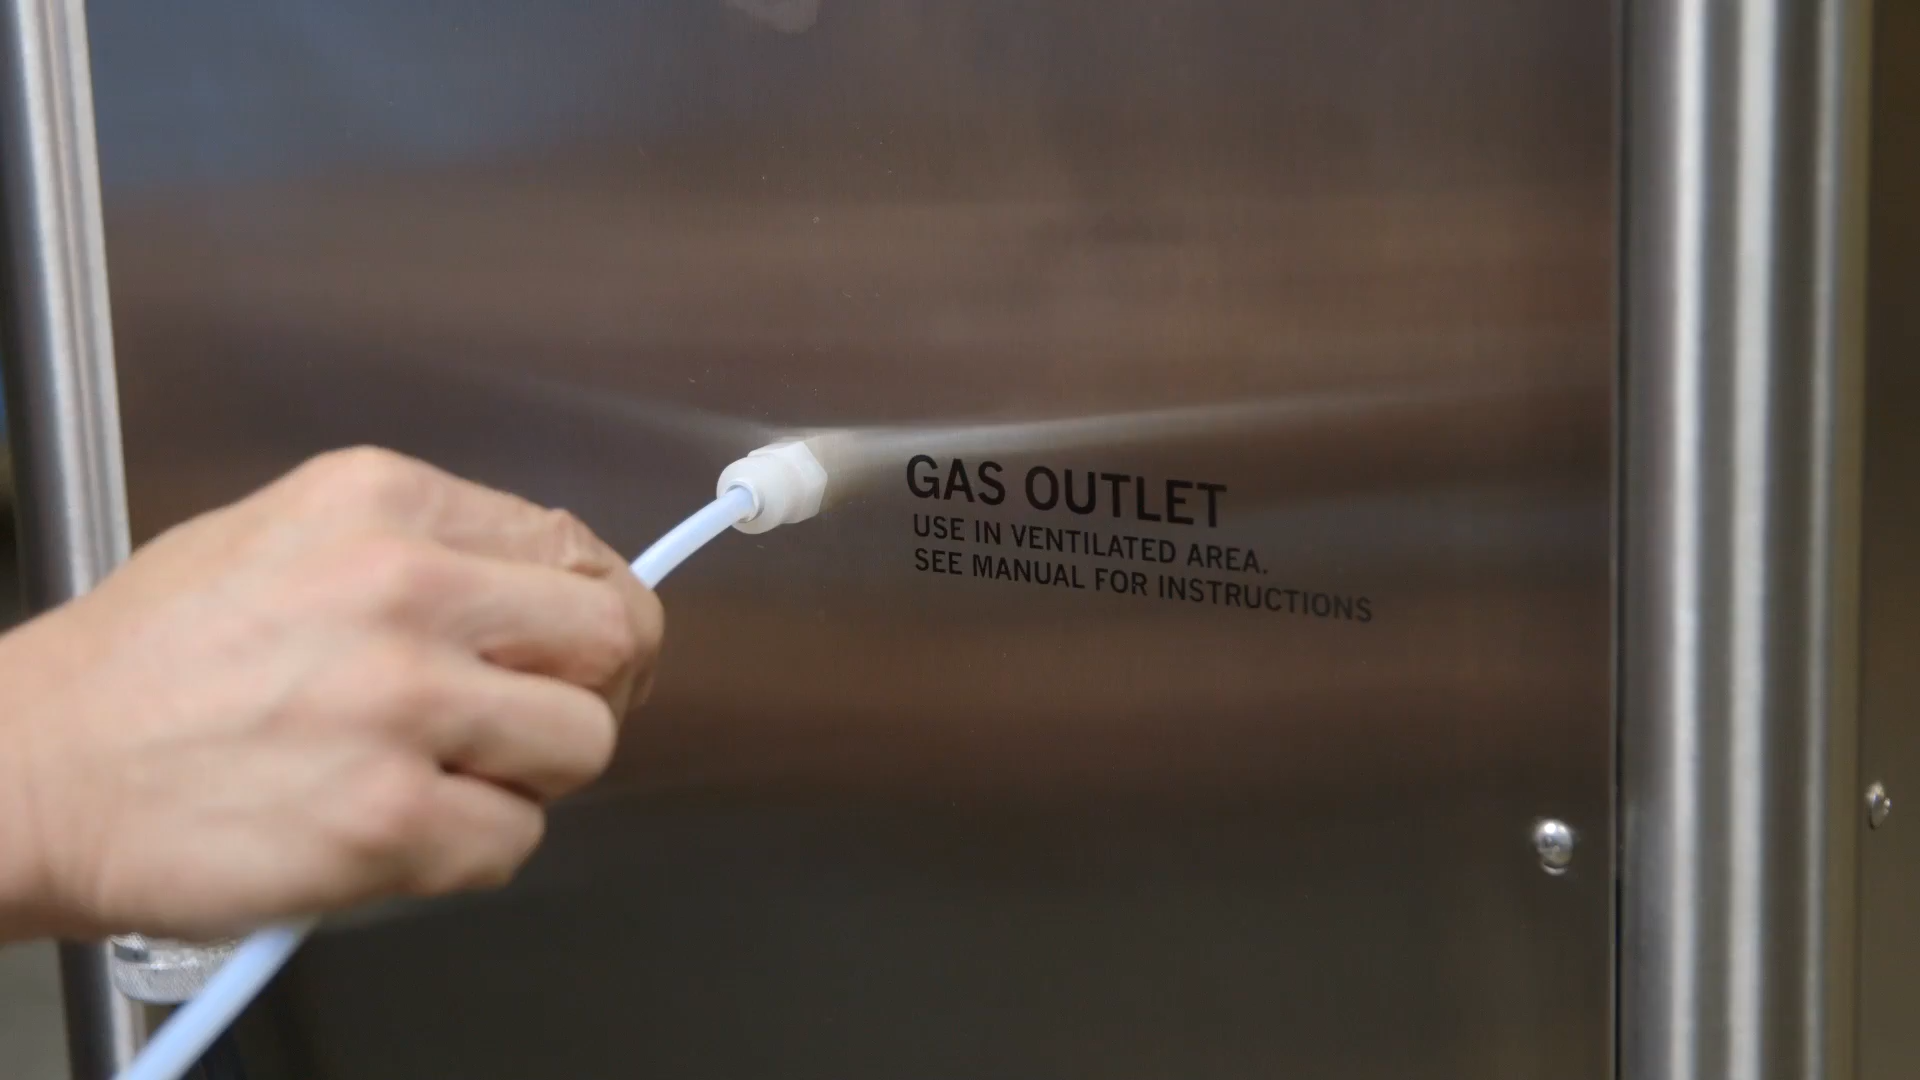 GAS OUTLET
USE IN VENTILATED AREA.
SEE MANUAL FOR INSTRUCTIONS